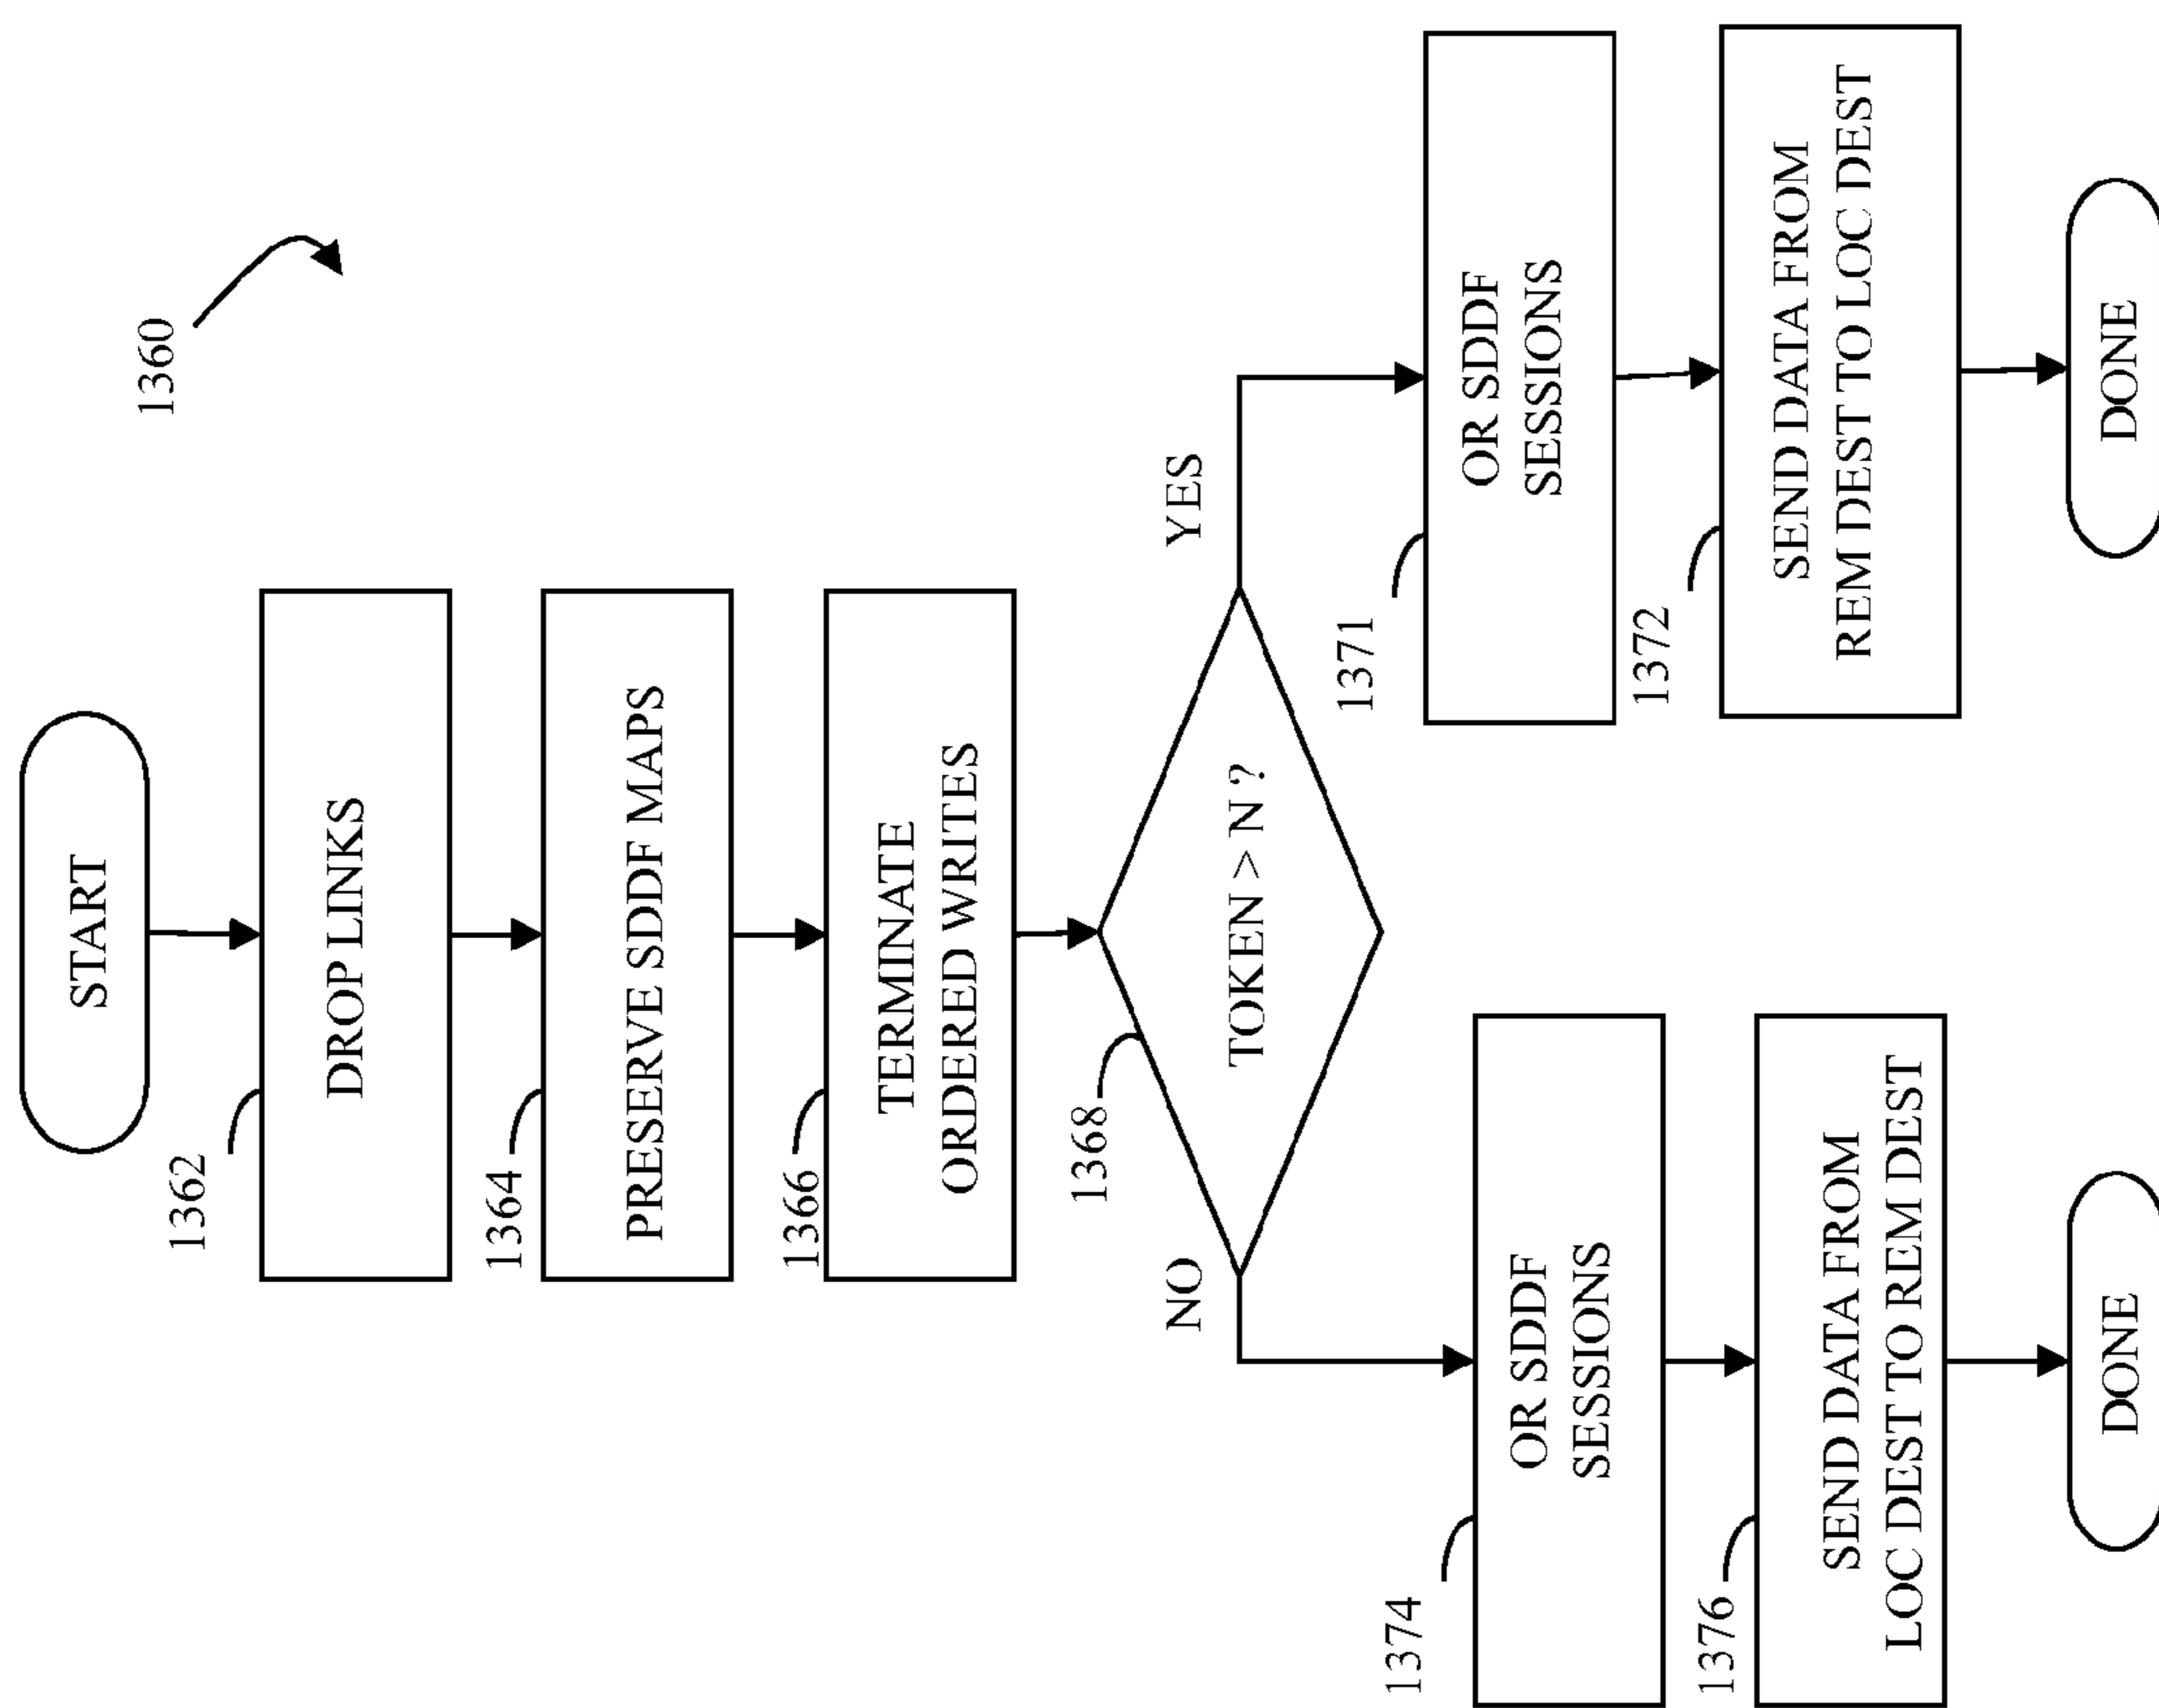 1360
START
1362
DROP LINKS
1364
PRESERVE SDDF MAPS
1366
TERMINATE
ORDERED WRITES
1368
TOKEN > N ?
NO
YES
1374
OR SDDF
SESSIONS
1376
SEND DATA FROM
LOC DEST TO REM DEST
DONE
1371
OR SDDF
SESSIONS
1372
SEND DATA FROM
REM DEST TO LOC DEST
DONE